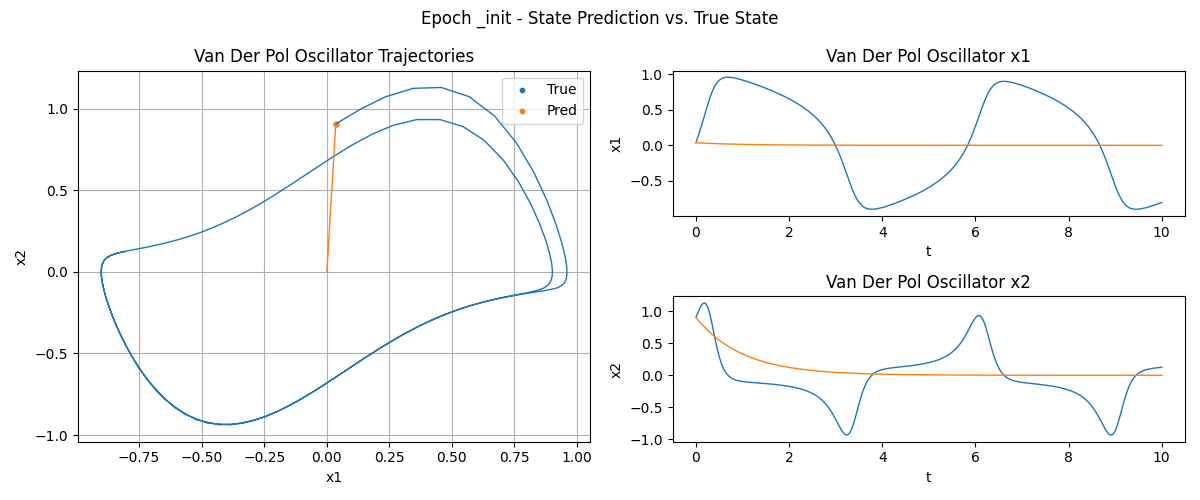 Epoch _init - State Prediction vs. True State
Van Der Pol Oscillator Trajectories
True
Pred
1.0
0.5
0.0
−0.5
−1.0
x2
−0.75
−0.50
−0.25
0.00
0.25
0.50
0.75
1.00
x1
Van Der Pol Oscillator x1
1.0
0.5
0.0
−0.5
x1
0
2
4
6
8
10
t
Van Der Pol Oscillator x2
1.0
0.5
0.0
−0.5
−1.0
x2
0
2
4
6
8
10
t